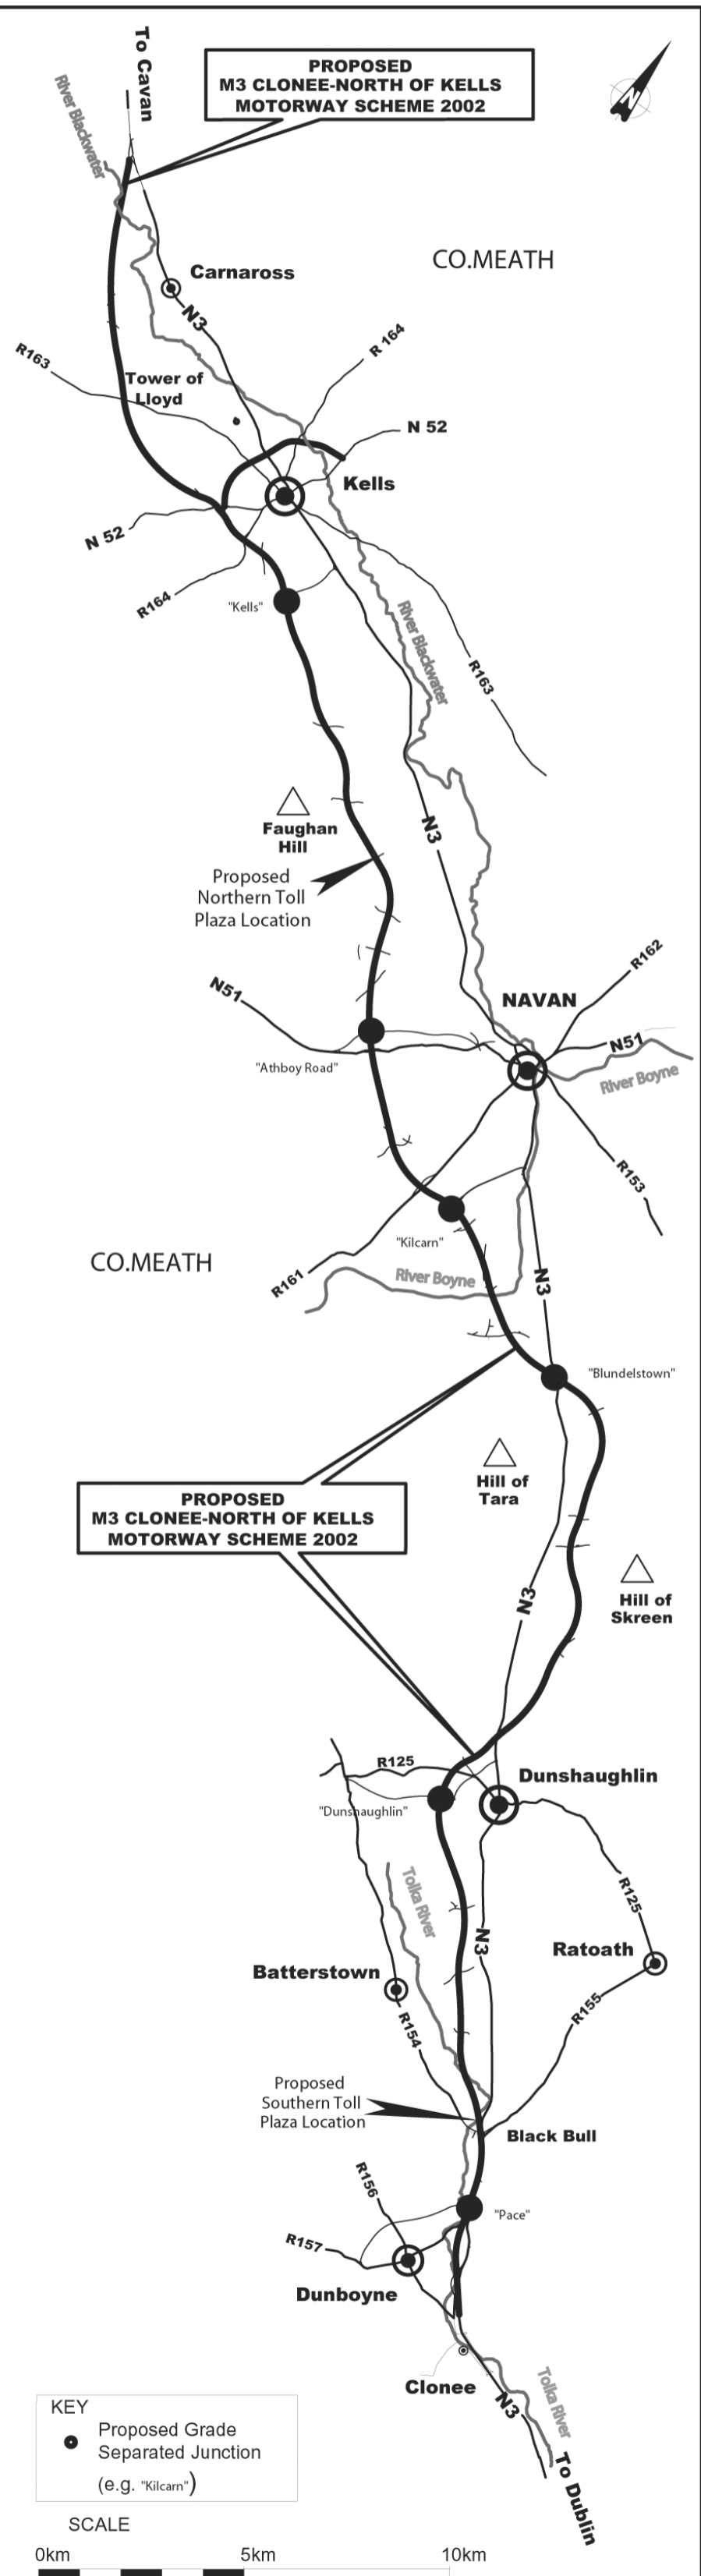 To Cavan
PROPOSED
M3 CLONEE-NORTH OF KELLS
MOTORWAY SCHEME 2002
N
River Blackwater
CO.MEATH
Carnaross
N3
R 164
R163
Tower of
Lloyd
N 52
Kells
N 52
R164
"Kells"
River Blackwater
R163
Faughan
Hill
N3
Proposed
Northern Toll
Plaza Location
R162
N51
NAVAN
N51
"Athboy Road"
River Boyne
R153
"Kilcarn"
CO.MEATH
R161
River Boyne
N3
"Blundelstown"
Hill of
Tara
PROPOSED
M3 CLONEE-NORTH OF KELLS
MOTORWAY SCHEME 2002
N3
Hill of
Skreen
R125
Dunshaughlin
"Dunshaughlin"
Tolka River
R125
N3
Ratoath
Batterstown
R154
R155
Proposed
Southern Toll
Plaza Location
Black Bull
R156
"Pace"
R157
Dunboyne
Clonee
N3
Tolka River
To Dublin
KEY
Proposed Grade
Separated Junction
(e.g. "Kilcarn")
SCALE
0km 5km 10km